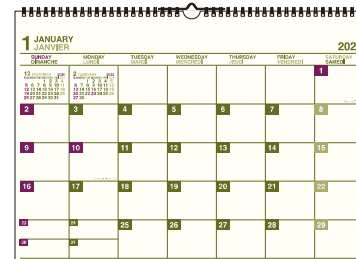 1 JANUARY
JANVIER
202
SUNDAY MONDAY TUESDAY WEDNESDAY THURSDAY FRIDAY SATURDAY
DIMANCHE LUNDI MARDI MERCREDI JEUDI VENDREDI SAMEDI
1
2 3 4 5 6 7 8
9 10 11 12 13 14 15
16 17 18 19 20 21 22
23 24 25 26 27 28 29
30 31